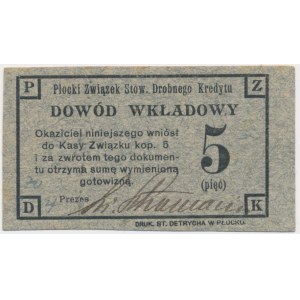 P Z
Płocki Związek Stow. Drobnego Kredytu
DOWÓD WKŁADOWY
Okaziciel niniejszego wniósł
do Kasy Związku kop. 5
i za zwrotem tego dokumen-
tu otrzyma sumę wymienioną
gotowizną.
5
(pięć)
Prezes
D K
DRUK. ST. DETRYCHA W PŁOCKU